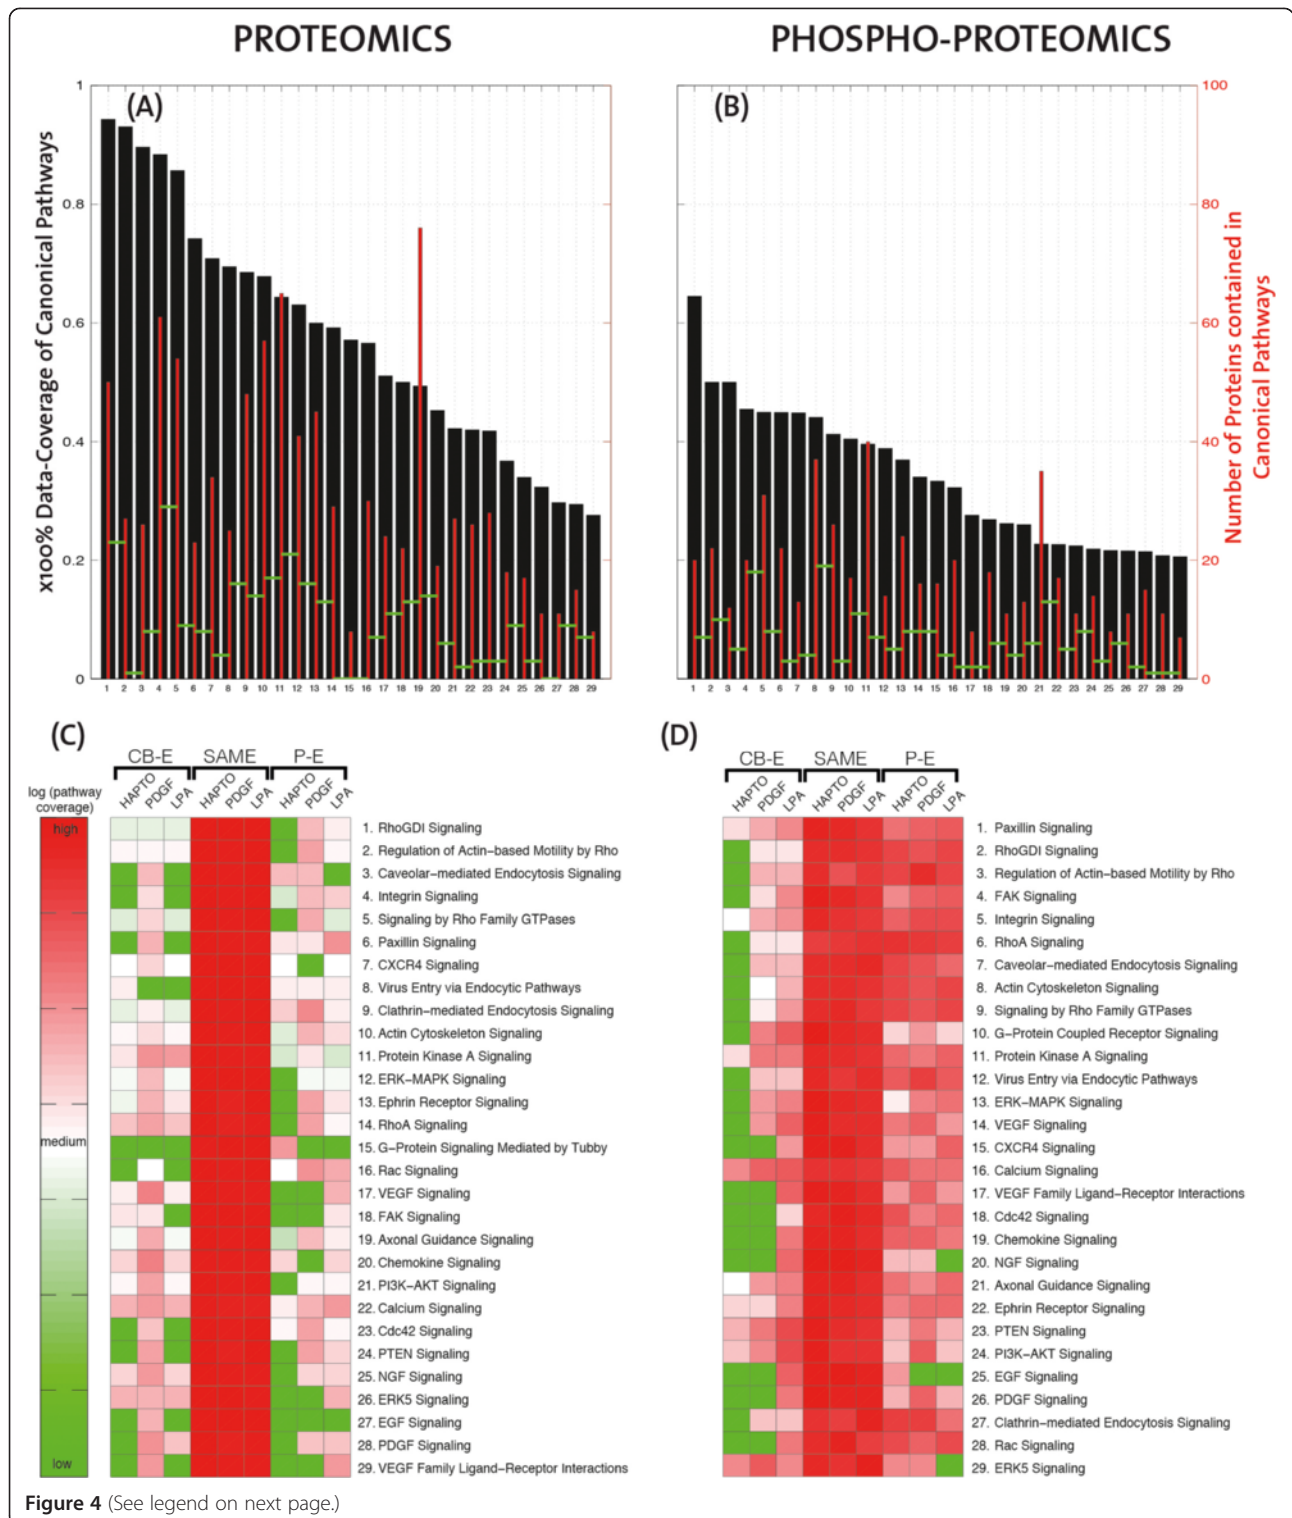 PROTEOMICS
PHOSPHO-PROTEOMICS
(A)
x100% Data-Coverage of Canonical Pathways
1
0.8
0.6
0.4
0.2
0
1 2 3 4 5 6 7 8 9 10 11 12 13 14 15 16 17 18 19 20 21 22 23 24 25 26 27 28 29
(B)
100
80
60
40
20
0
Number of Proteins contained in
Canonical Pathways
1 2 3 4 5 6 7 8 9 10 11 12 13 14 15 16 17 18 19 20 21 22 23 24 25 26 27 28 29
(C)
CB-E SAME P-E
HAPTO PDGF LPA HAPTO PDGF LPA HAPTO PDGF LPA
log (pathway
coverage)
high
medium
low
1. RhoGDI Signaling
2. Regulation of Actin-based Motility by Rho
3. Caveolar-mediated Endocytosis Signaling
4. Integrin Signaling
5. Signaling by Rho Family GTPases
6. Paxillin Signaling
7. CXCR4 Signaling
8. Virus Entry via Endocytic Pathways
9. Clathrin-mediated Endocytosis Signaling
10. Actin Cytoskeleton Signaling
11. Protein Kinase A Signaling
12. ERK-MAPK Signaling
13. Ephrin Receptor Signaling
14. RhoA Signaling
15. G-Protein Signaling Mediated by Tubby
16. Rac Signaling
17. VEGF Signaling
18. FAK Signaling
19. Axonal Guidance Signaling
20. Chemokine Signaling
21. PI3K-AKT Signaling
22. Calcium Signaling
23. Cdc42 Signaling
24. PTEN Signaling
25. NGF Signaling
26. ERK5 Signaling
27. EGF Signaling
28. PDGF Signaling
29. VEGF Family Ligand-Receptor Interactions
(D)
CB-E SAME P-E
HAPTO PDGF LPA HAPTO PDGF LPA HAPTO PDGF LPA
1. Paxillin Signaling
2. RhoGDI Signaling
3. Regulation of Actin-based Motility by Rho
4. FAK Signaling
5. Integrin Signaling
6. RhoA Signaling
7. Caveolar-mediated Endocytosis Signaling
8. Actin Cytoskeleton Signaling
9. Signaling by Rho Family GTPases
10. G-Protein Coupled Receptor Signaling
11. Protein Kinase A Signaling
12. Virus Entry via Endocytic Pathways
13. ERK-MAPK Signaling
14. VEGF Signaling
15. CXCR4 Signaling
16. Calcium Signaling
17. VEGF Family Ligand-Receptor Interactions
18. Cdc42 Signaling
19. Chemokine Signaling
20. NGF Signaling
21. Axonal Guidance Signaling
22. Ephrin Receptor Signaling
23. PTEN Signaling
24. PI3K-AKT Signaling
25. EGF Signaling
26. PDGF Signaling
27. Clathrin-mediated Endocytosis Signaling
28. Rac Signaling
29. ERK5 Signaling
Figure 4 (See legend on next page.)